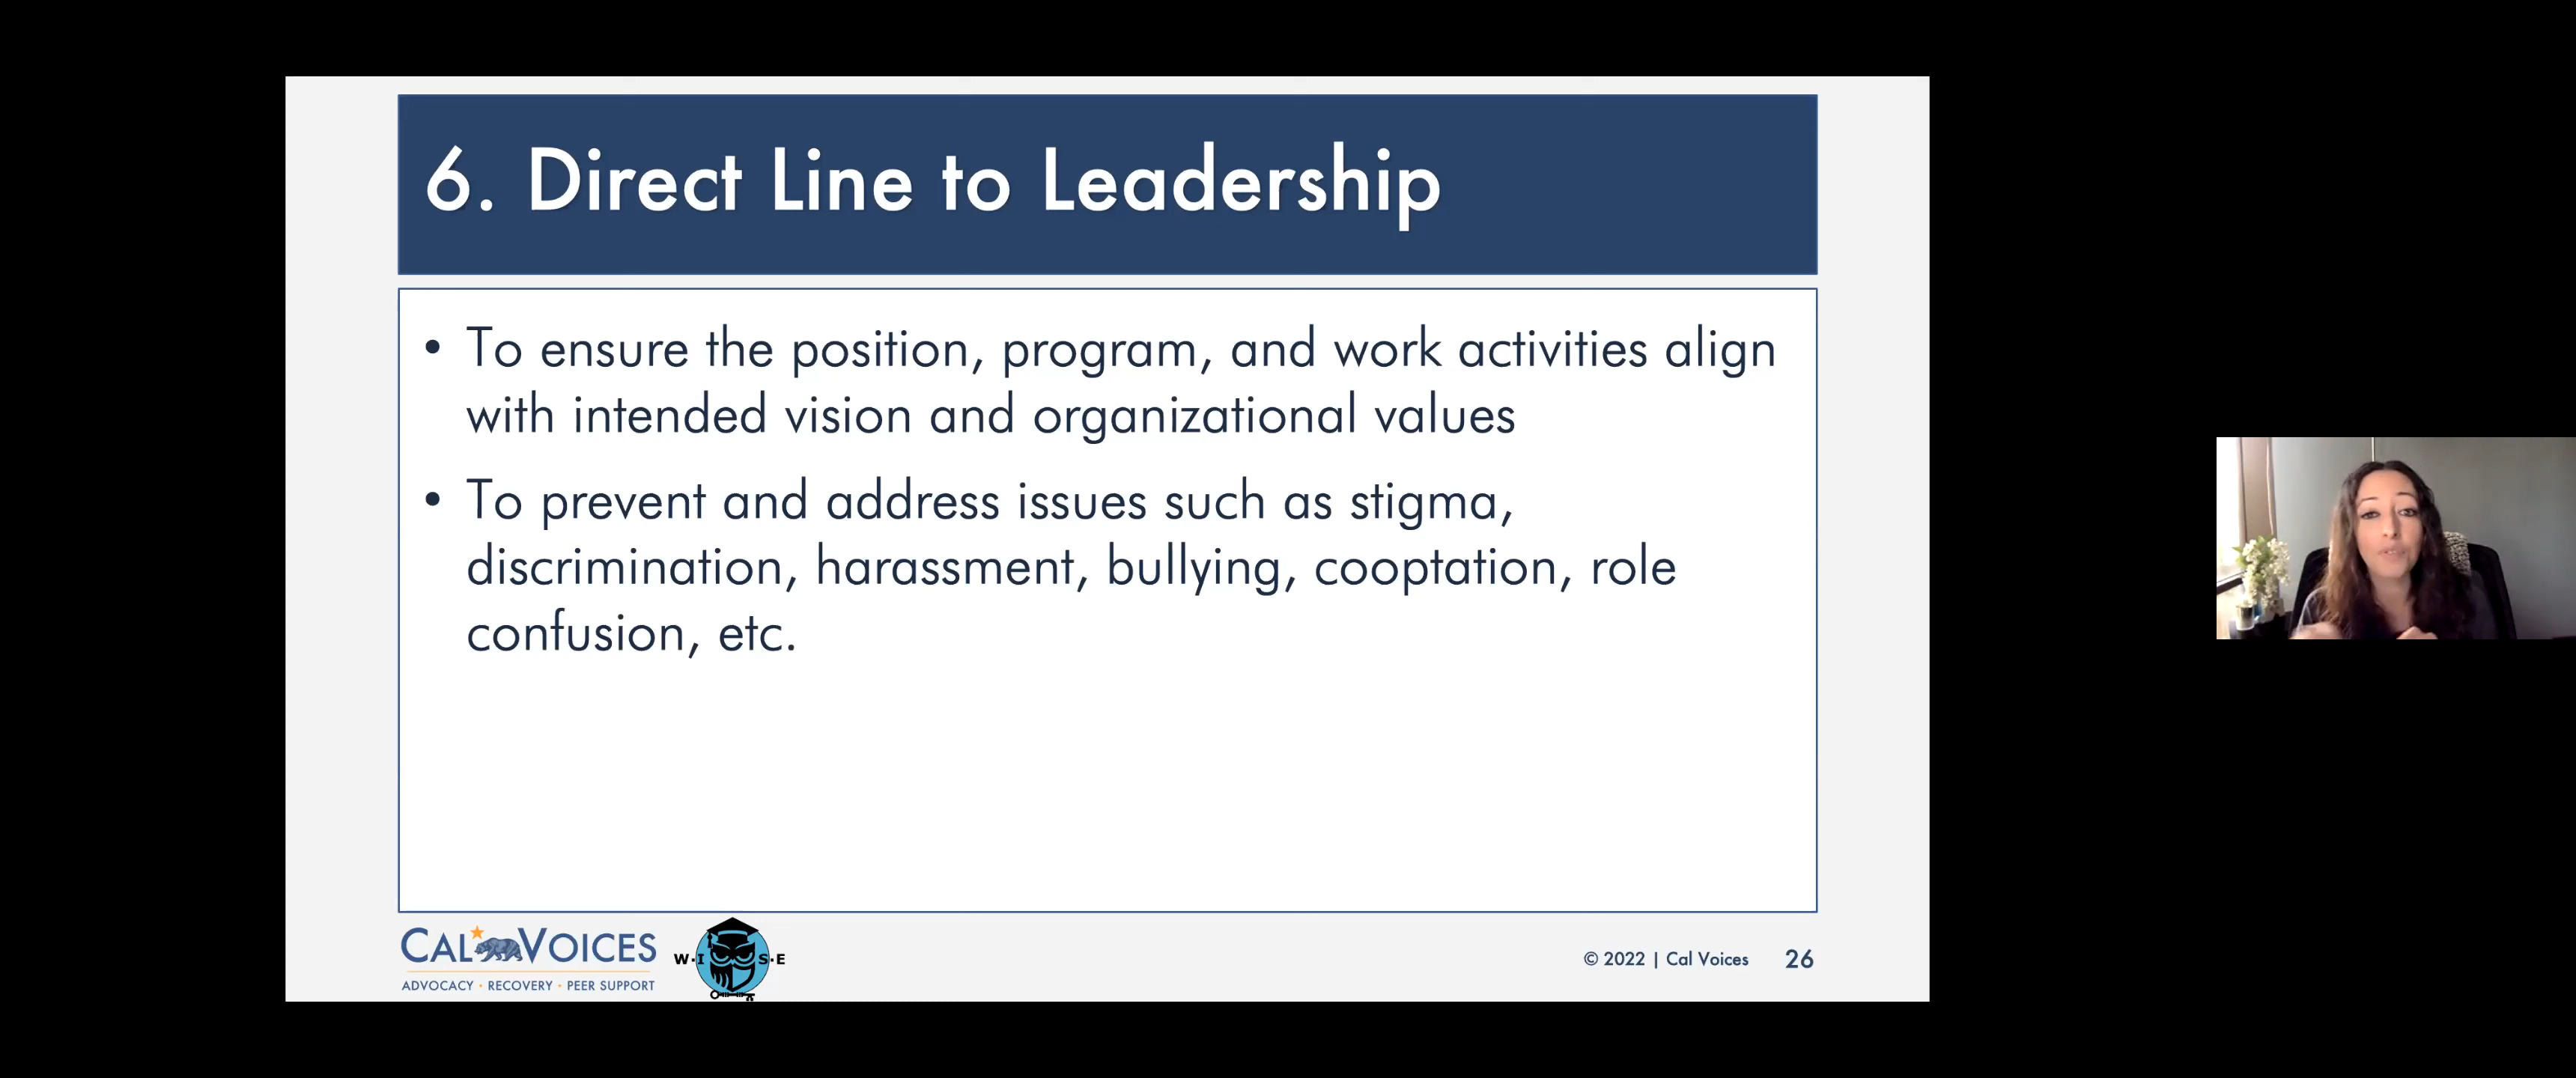 6. Direct Line to Leadership
• To ensure the position, program, and work activities align
with intended vision and organizational values
• To prevent and address issues such as stigma,
discrimination, harassment, bullying, cooptation, role
confusion, etc.
CAL VOICES
ADVOCACY · RECOVERY · PEER SUPPORT
W·I S·E
© 2022 | Cal Voices 26